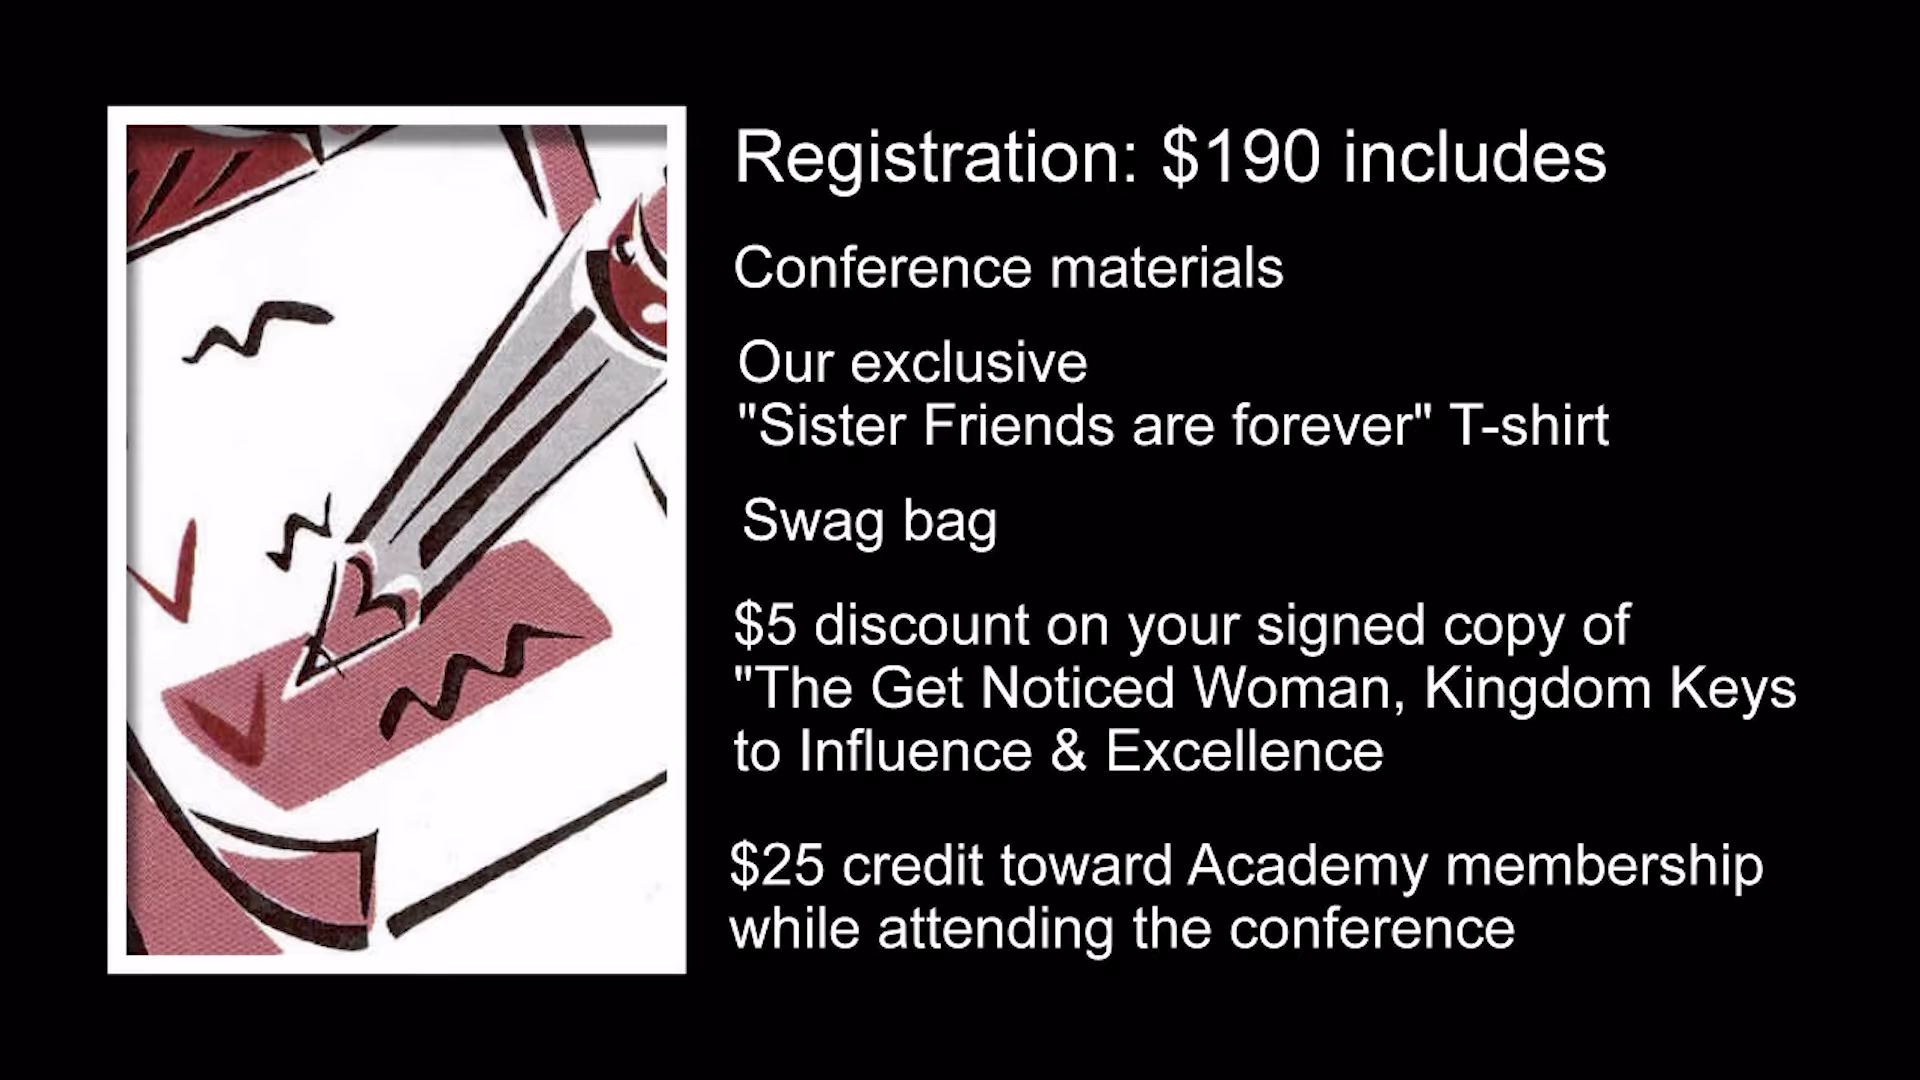 Registration: $190 includes
Conference materials
Our exclusive
"Sister Friends are forever" T-shirt
Swag bag
$5 discount on your signed copy of
"The Get Noticed Woman, Kingdom Keys
to Influence & Excellence
$25 credit toward Academy membership
while attending the conference